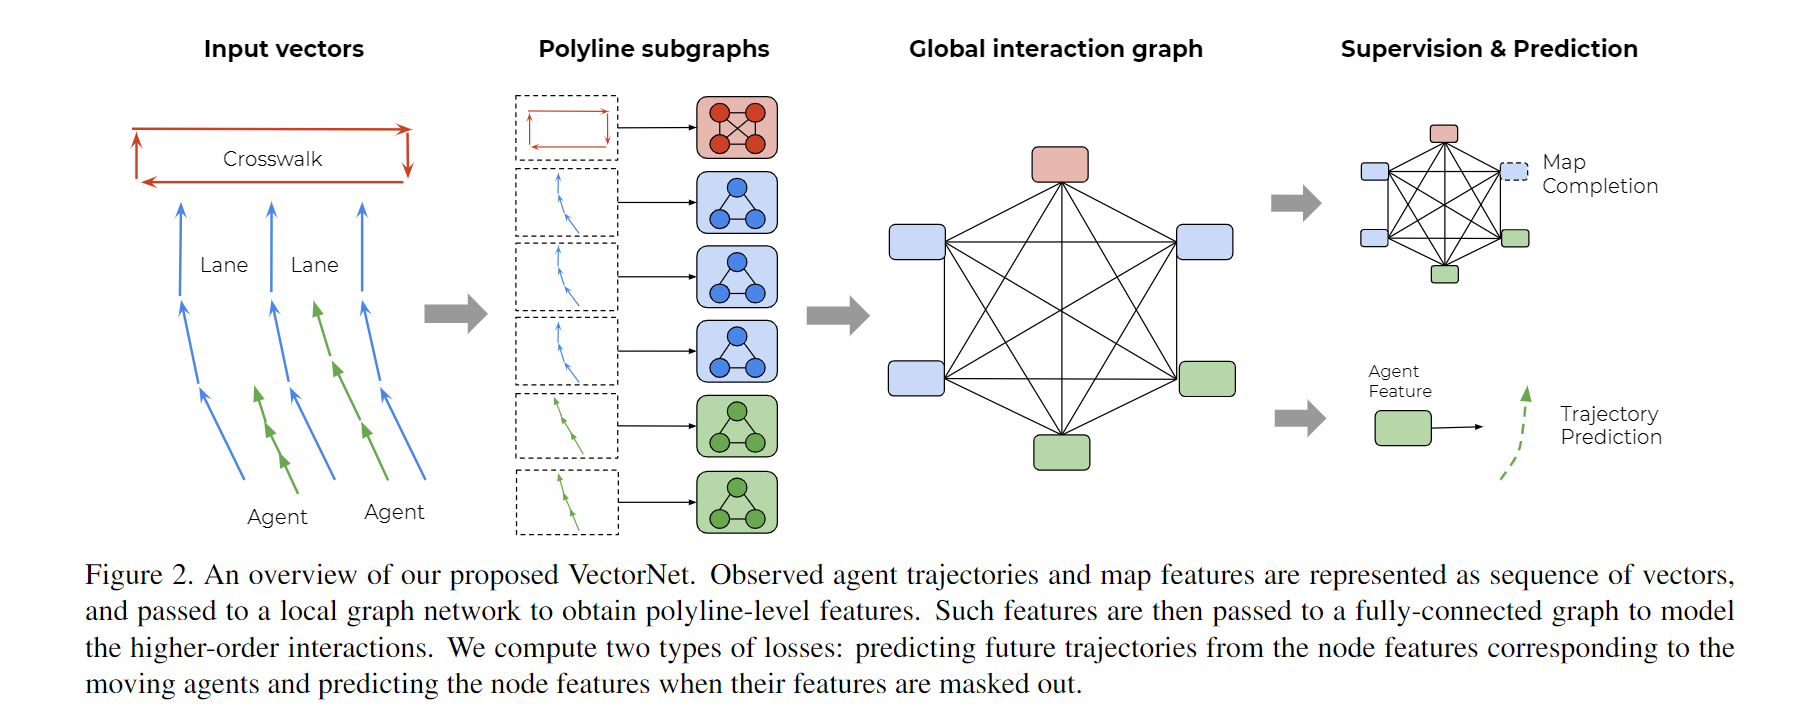 Input vectors
Polyline subgraphs
Global interaction graph
Supervision & Prediction
Crosswalk
Lane
Lane
Agent
Agent
Map
Completion
Agent
Feature
Trajectory
Prediction
Figure 2. An overview of our proposed VectorNet. Observed agent trajectories and map features are represented as sequence of vectors,
and passed to a local graph network to obtain polyline-level features. Such features are then passed to a fully-connected graph to model
the higher-order interactions. We compute two types of losses: predicting future trajectories from the node features corresponding to the
moving agents and predicting the node features when their features are masked out.